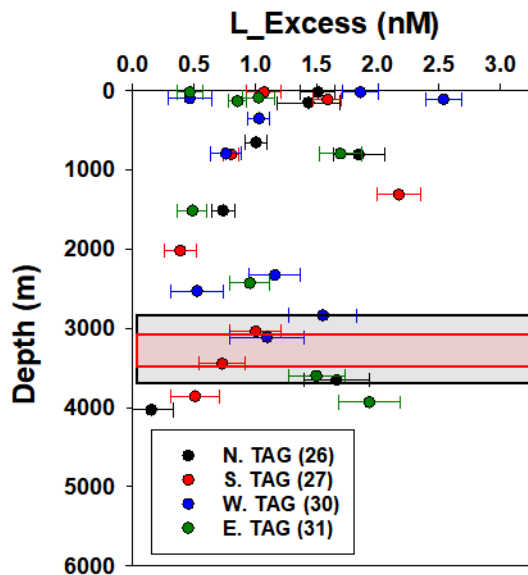 L_Excess (nM)
0.0 0.5 1.0 1.5 2.0 2.5 3.0
0
1000
2000
3000
4000
5000
6000
Depth (m)
N. TAG (26)
S. TAG (27)
W. TAG (30)
E. TAG (31)